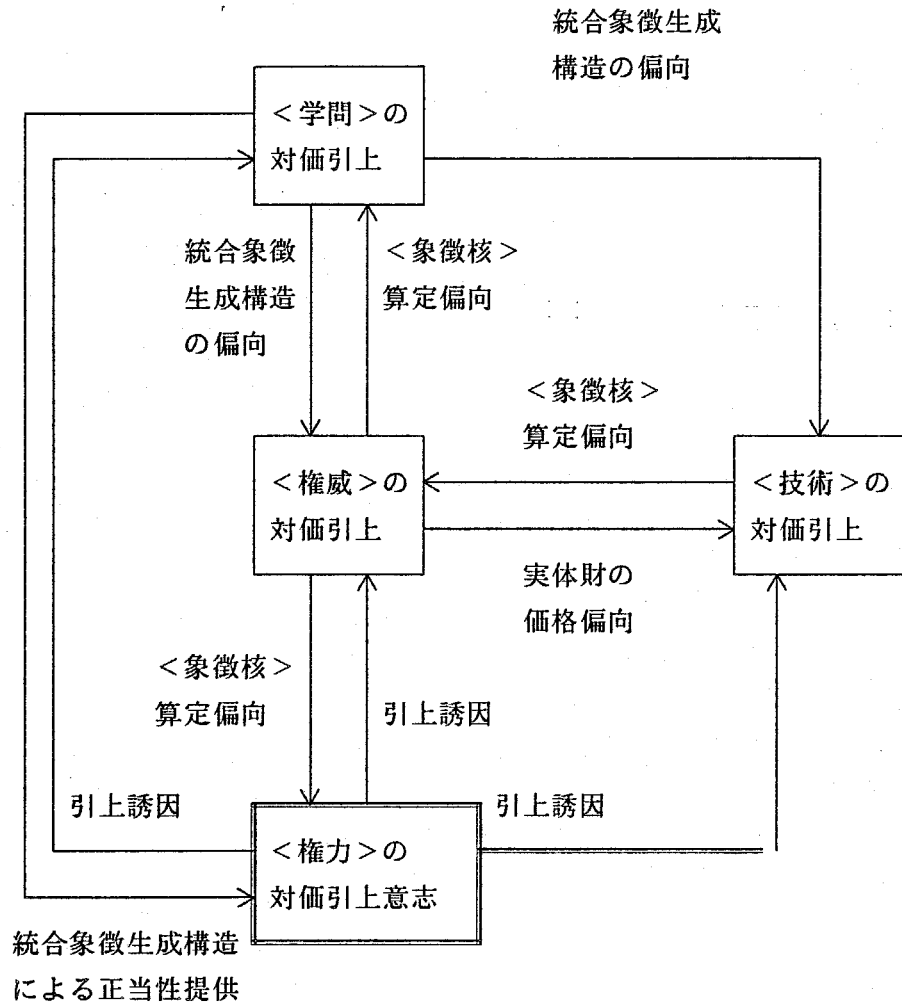 統合象徴生成
構造の偏向
<学問>の
対価引上
統合象徴
生成構造
の偏向
<象徴核>
算定偏向
<象徴核>
算定偏向
<権威>の
対価引上
<技術>の
対価引上
実体財の
価格偏向
<象徴核>
算定偏向
引上誘因
引上誘因
引上誘因
<権力>の
対価引上意志
統合象徴生成構造
による正当性提供